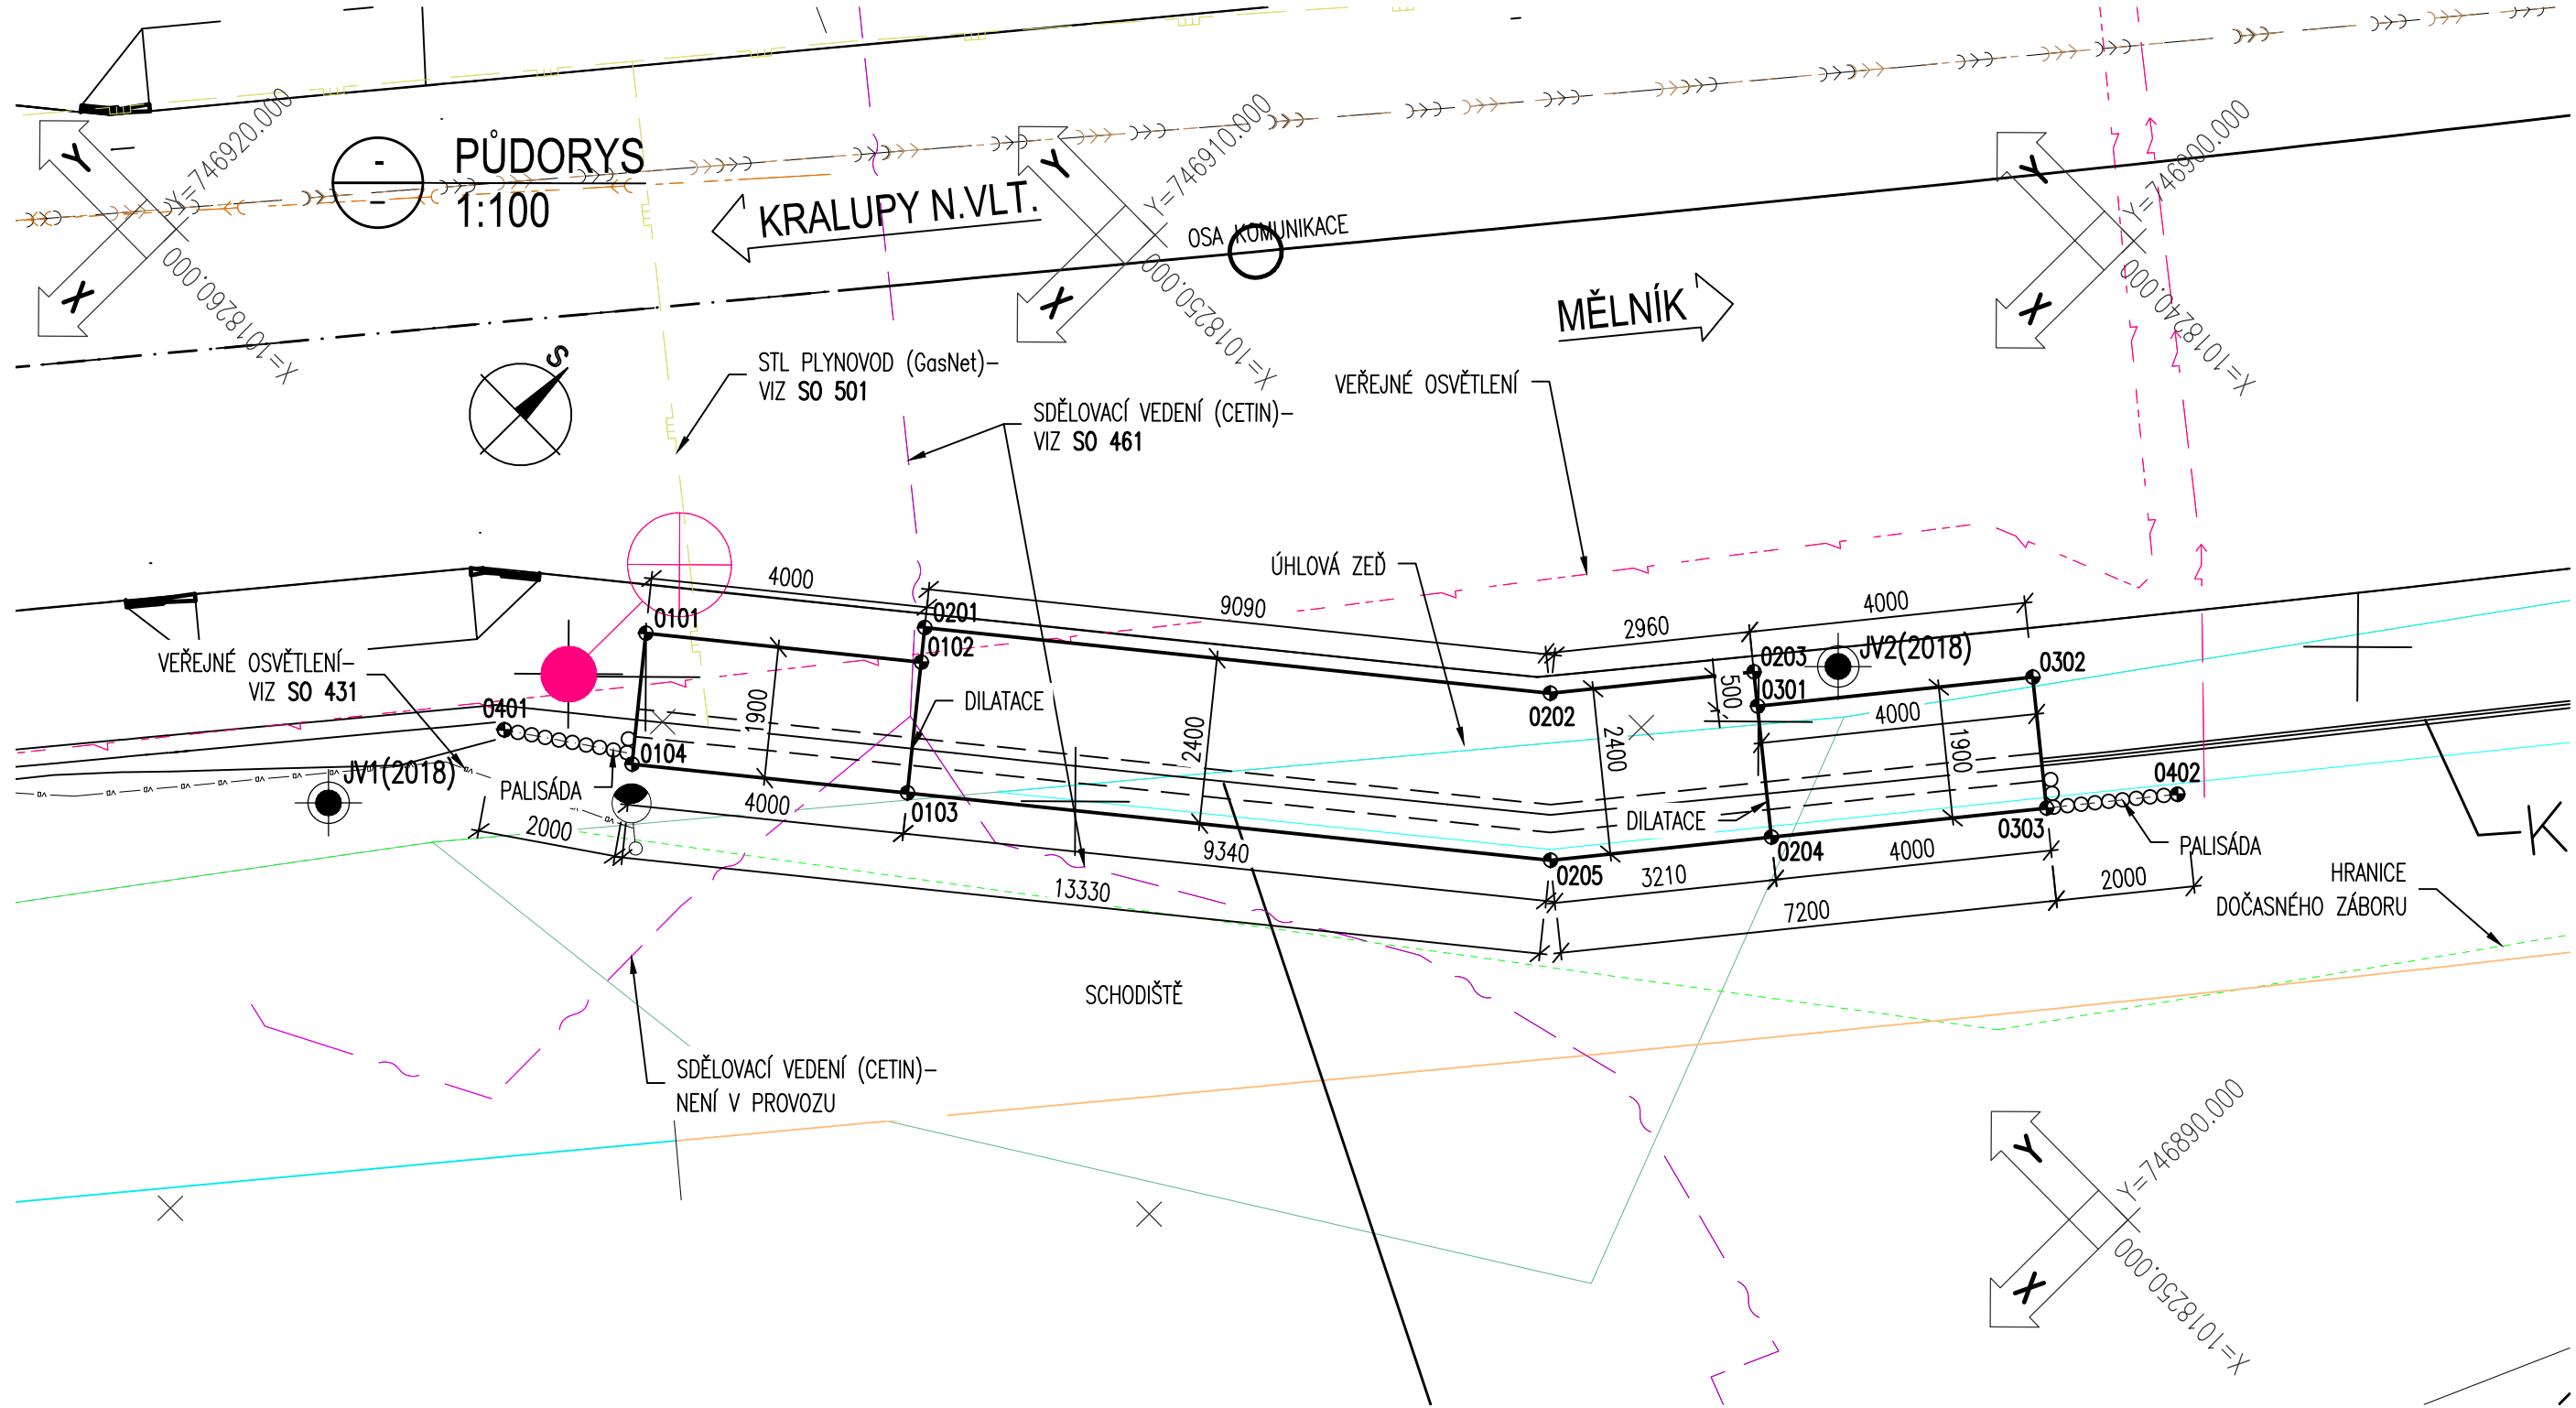 Y=746920.000
X=1018260.000
Y
X
-
-
PŮDORYS
1:100
KRALUPY N.VLT.
Y=746910.000
X=1018250.000
Y
X
OSA KOMUNIKACE
MĚLNÍK
Y=746900.000
X=1018240.000
Y
X
S
STL PLYNOVOD (GasNet)-
VIZ SO 501
SDĚLOVACÍ VEDENÍ (CETIN)-
VIZ SO 461
VEŘEJNÉ OSVĚTLENÍ
ÚHLOVÁ ZEĎ
4000
9090
2960
4000
0101
0201
0102
0203
0301
JV2(2018)
0302
VEŘEJNÉ OSVĚTLENÍ-
VIZ SO 431
0401
1900
DILATACE
2400
0202
2400
500
4000
1900
JV1(2018)
0104
PALISÁDA
4000
0103
2000
9340
13330
DILATACE
0204
0205
3210
4000
0303
0402
PALISÁDA
2000
7200
HRANICE
DOČASNÉHO ZÁBORU
K
SCHODIŠTĚ
SDĚLOVACÍ VEDENÍ (CETIN)-
NENÍ V PROVOZU
Y=746890.000
X=1018250.000
Y
X